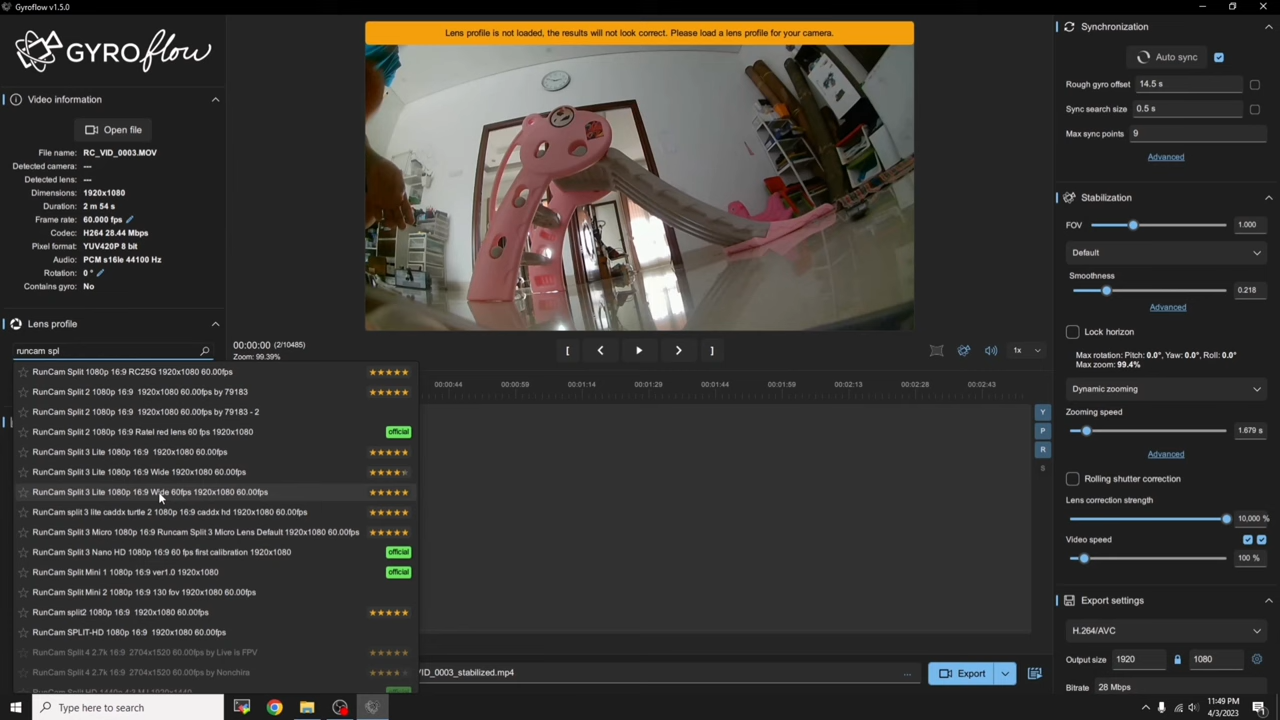 Gyroflow v1.5.0
GYROflow
Video information
Open file
File name: RC_VID_0003.MOV
Detected camera: ---
Detected lens: ---
Dimensions: 1920x1080
Duration: 2 m 54 s
Frame rate: 60.000 fps
Codec: H264 28.44 Mbps
Pixel format: YUV420P 8 bit
Audio: PCM s16le 44100 Hz
Rotation: 0 °
Contains gyro: No
Lens profile
runcam spl
RunCam Split 1080p 16:9 RC25G 1920x1080 60.00fps
RunCam Split 2 1080p 16:9 1920x1080 60.00fps by 79183
RunCam Split 2 1080p 16:9 1920x1080 60.00fps by 79183 - 2
RunCam Split 2 1080p 16:9 Ratel red lens 60 fps 1920x1080 official
RunCam Split 3 Lite 1080p 16:9 1920x1080 60.00fps
RunCam Split 3 Lite 1080p 16:9 Wide 1920x1080 60.00fps
RunCam Split 3 Lite 1080p 16:9 Wide 60fps 1920x1080 60.00fps
RunCam split 3 lite caddx turtle 2 1080p 16:9 caddx hd 1920x1080 60.00fps
RunCam Split 3 Micro 1080p 16:9 Runcam Split 3 Micro Lens Default 1920x1080 60.00fps
RunCam Split 3 Nano HD 1080p 16:9 60 fps first calibration 1920x1080 official
RunCam Split Mini 1 1080p 16:9 ver1.0 1920x1080 official
RunCam Split Mini 2 1080p 16:9 130 fov 1920x1080 60.00fps
RunCam split2 1080p 16:9 1920x1080 60.00fps
RunCam SPLIT-HD 1080p 16:9 1920x1080 60.00fps
RunCam Split 4 2.7k 16:9 2704x1520 60.00fps by Live is FPV
RunCam Split 4 2.7k 16:9 2704x1520 60.00fps by Nonchira
Lens profile is not loaded, the results will not look correct. Please load a lens profile for your camera.
00:00:00 (2/10485)
Zoom: 99.39%
[
]
1x
00:00:44 00:00:59 00:01:14 00:01:29 00:01:44 00:01:59 00:02:13 00:02:28 00:02:43
Y
P
R
S
VID_0003_stabilized.mp4
...
Export
Synchronization
Auto sync
Rough gyro offset 14.5 s
Sync search size 0.5 s
Max sync points 9
Advanced
Stabilization
FOV 1.000
Default
Smoothness
0.218
Advanced
Lock horizon
Max rotation: Pitch: 0.0°, Yaw: 0.0°, Roll: 0.0°
Max zoom: 99.4%
Dynamic zooming
Zooming speed
1.679 s
Advanced
Rolling shutter correction
Lens correction strength
10,000 %
Video speed
100 %
Export settings
H.264/AVC
Output size 1920 1080
Bitrate 28 Mbps
Type here to search
11:49 PM
4/3/2023